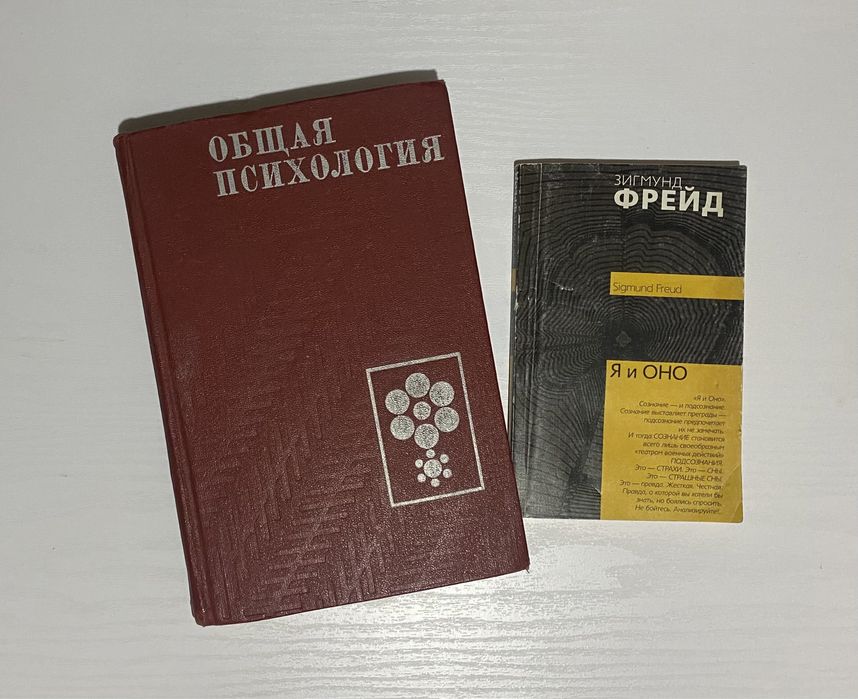 ОБЩАЯ
ПСИХОЛОГИЯ
ЗИГМУНД
ФРЕЙД
Sigmund Freud
Я и ОНО
«Я и Оно».
Сознание — и подсознание.
Сознание выставляет преграды —
подсознание предпочитает
их не замечать.
И тогда СОЗНАНИЕ становится
всего лишь своеобразным
«театром военных действий»
ПОДСОЗНАНИЯ.
Это — СТРАХИ. Это — СНЫ.
Это — СТРАШНЫЕ СНЫ.
Это — правда. Жесткая. Честная.
Правда, о которой вы хотели бы
знать, но боялись спросить.
Не бойтесь. Анализируйте!..